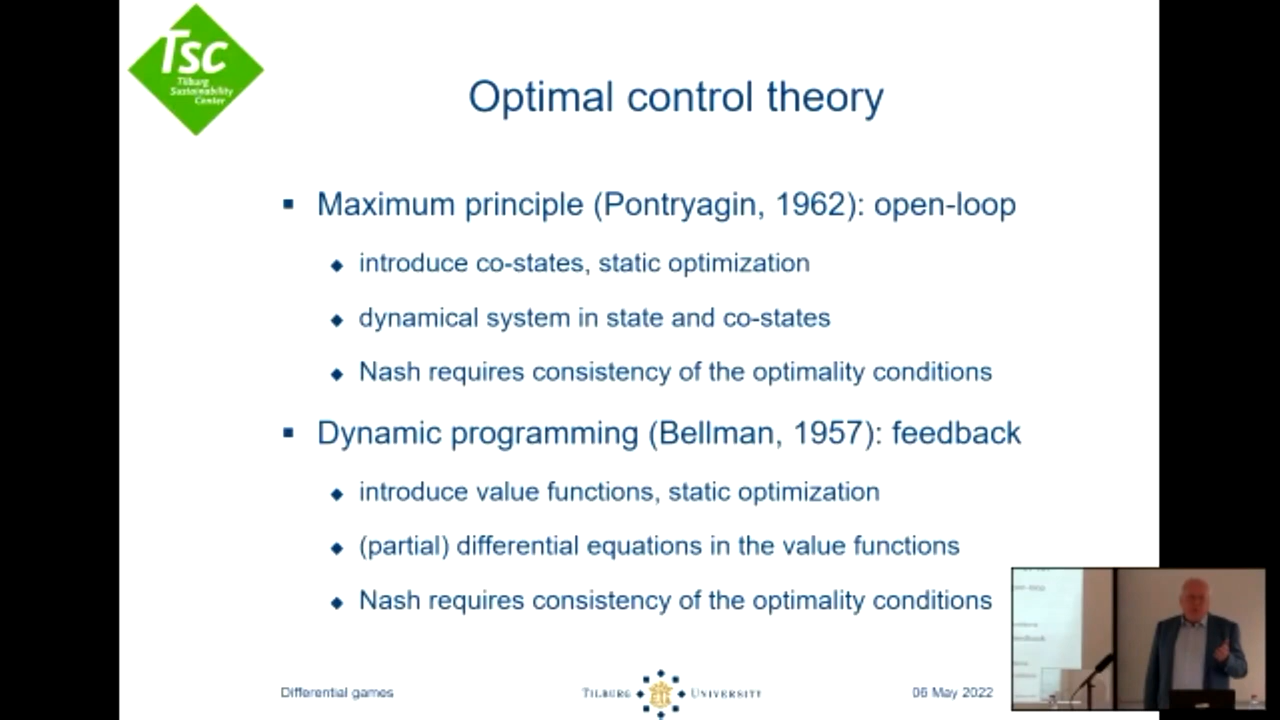 Tsc
Tilburg
Sustainability
Center
Optimal control theory
▪ Maximum principle (Pontryagin, 1962): open-loop
◆ introduce co-states, static optimization
◆ dynamical system in state and co-states
◆ Nash requires consistency of the optimality conditions
▪ Dynamic programming (Bellman, 1957): feedback
◆ introduce value functions, static optimization
◆ (partial) differential equations in the value functions
◆ Nash requires consistency of the optimality conditions
Differential games
TILBURG UNIVERSITY
06 May 2022